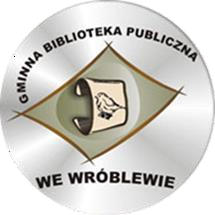 GMINNA BIBLIOTEKA PUBLICZNA
WE WRÓBLEWIE